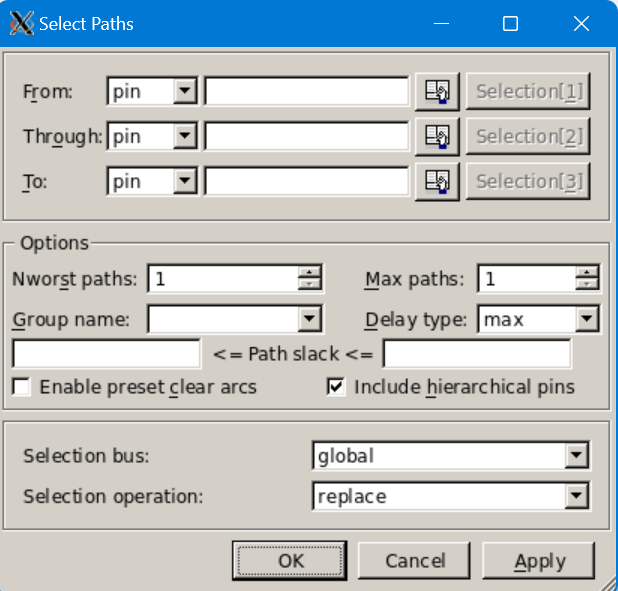 Select Paths
From: pin Selection[1]
Through: pin Selection[2]
To: pin Selection[3]
Options
Nworst paths: 1 Max paths: 1
Group name: Delay type: max
<= Path slack <=
Enable preset clear arcs Include hierarchical pins
Selection bus: global
Selection operation: replace
OK Cancel Apply